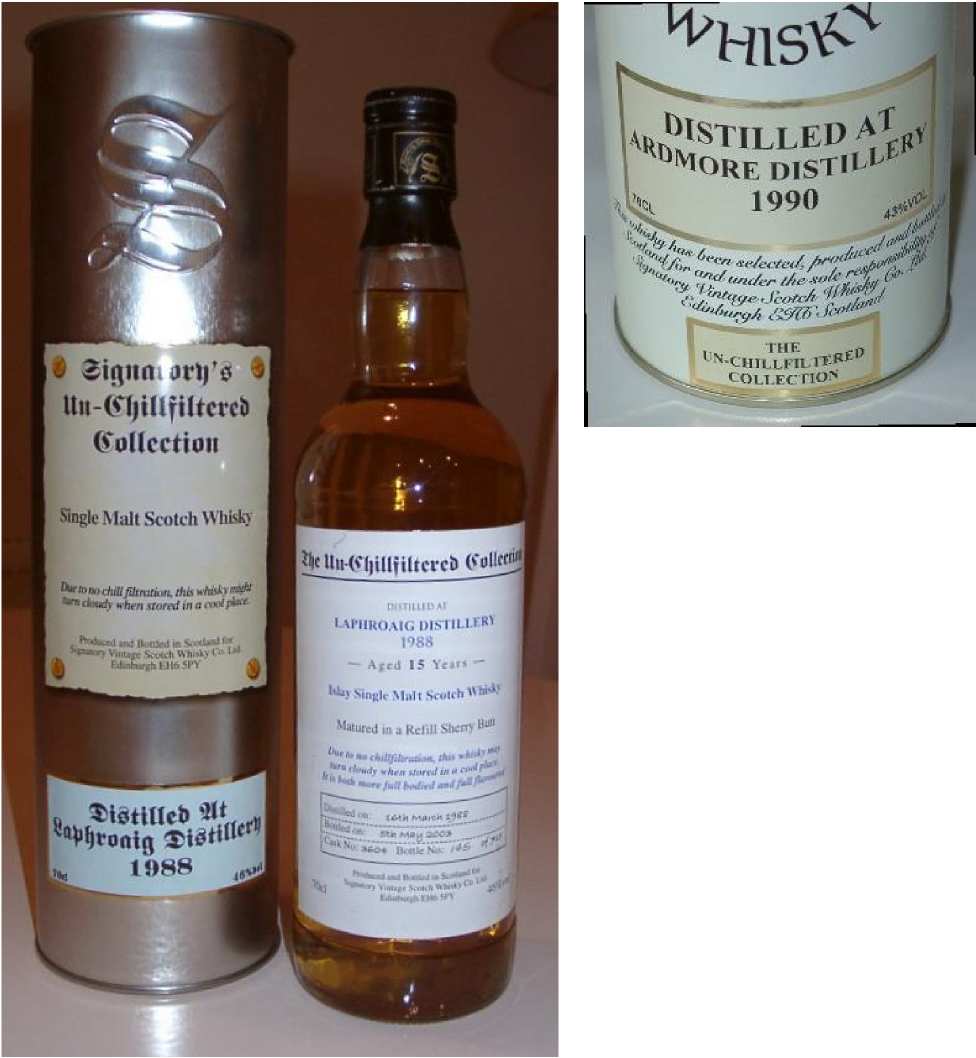 Signatory's
Un-Chillfiltered
Collection
Single Malt Scotch Whisky
Due to no chill filtration, this whisky might
turn cloudy when stored in a cool place.
Produced and Bottled in Scotland for
Signatory Vintage Scotch Whisky Co. Ltd.
Edinburgh EH6 5PY
Distilled At
Laphroaig Distillery
1988
70cl 46%vol
S
The Un-Chillfiltered Collection
DISTILLED AT
LAPHROAIG DISTILLERY
1988
— Aged 15 Years —
Islay Single Malt Scotch Whisky
Matured in a Refill Sherry Butt
Due to no chillfiltration, this whisky may
turn cloudy when stored in a cool place.
It is both more full bodied and full flavoured
Distilled on: 16th March 1988
Bottled on: 5th May 2003
Cask No: 3604 Bottle No: 165 of
Produced and Bottled in Scotland for
Signatory Vintage Scotch Whisky Co. Ltd.
Edinburgh EH6 5PY
70cl
WHISKY
DISTILLED AT
ARDMORE DISTILLERY
1990
70CL 43%VOL
This whisky has been selected, produced and bottled in
Scotland for and under the sole responsibility of
Signatory Vintage Scotch Whisky Co. Ltd.
Edinburgh EH6 Scotland
THE
UN-CHILLFILTERED
COLLECTION